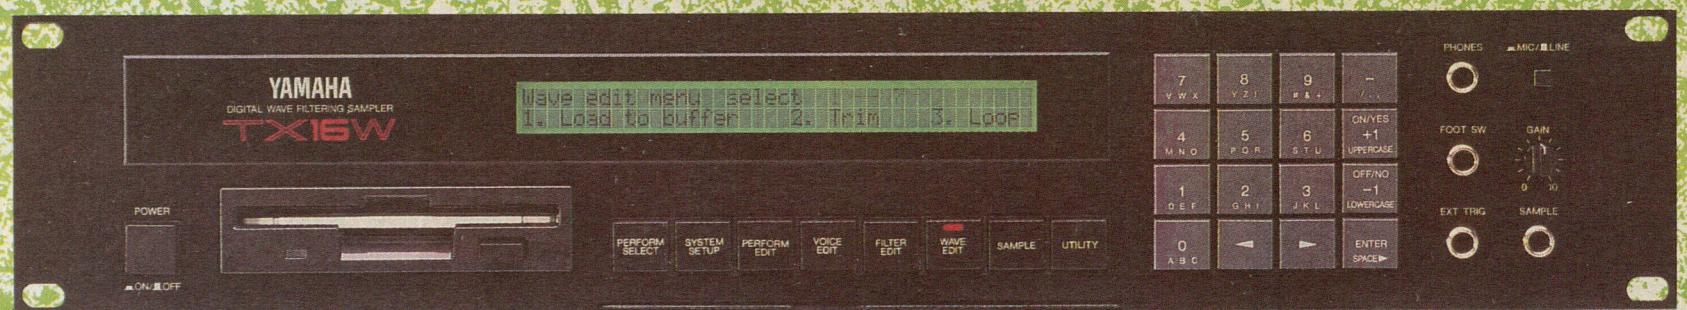 YAMAHA
DIGITAL WAVE FILTERING SAMPLER
TX16W
Wave edit menu select
1. Load to buffer 2. Trim 3. Loop
POWER
ON/OFF
PERFORM SELECT
SYSTEM SETUP
PERFORM EDIT
VOICE EDIT
FILTER EDIT
WAVE EDIT
SAMPLE
UTILITY
7
V W X
8
Y Z !
9
# & +
-
4
M N O
5
P Q R
6
S T U
ON/YES
+1
UPPERCASE
1
D E F
2
G H I
3
J K L
OFF/NO
-1
LOWERCASE
0
A B C
◄
►
ENTER
SPACE►
PHONES
MIC/LINE
FOOT SW
GAIN
0 10
EXT TRIG
SAMPLE